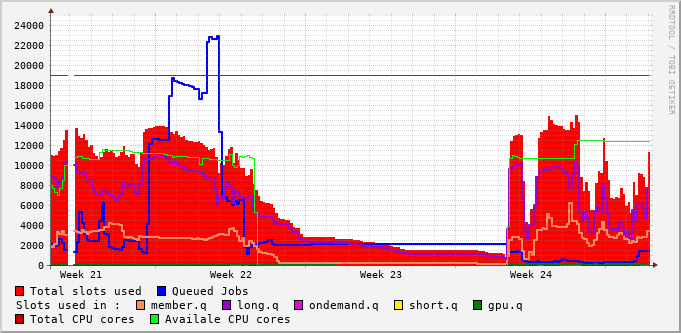 24000
22000
20000
18000
16000
14000
12000
10000
8000
6000
4000
2000
0
Week 21 Week 22 Week 23 Week 24
RRDTOOL / TOBI OETIKER
Total slots used Queued Jobs
Slots used in : member.q long.q ondemand.q short.q gpu.q
Total CPU cores Availale CPU cores